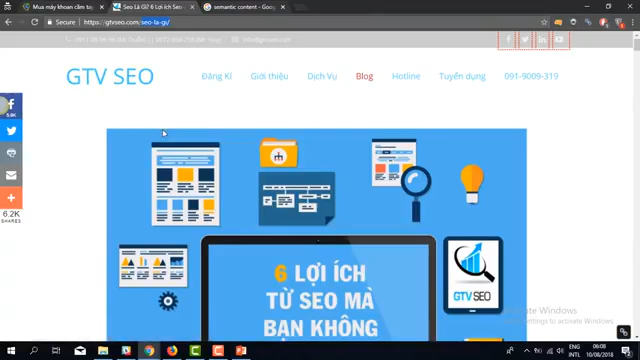 Mua máy khoan cầm tay
Seo Là Gì? 6 Lợi ích Seo
semantic content - Goog
Secure
https://gtvseo.com/seo-la-gi/
GTV SEO
Đăng Kí
Giới thiệu
Dịch Vụ
Blog
Hotline
Tuyển dụng
091-9009-319
5.9K
6.2K
SHARES
6 LỢI ÍCH
TỪ SEO MÀ
BẠN KHÔNG
GTV SEO
Activate Windows
settings to activate Windows.
ENG
INTL
06:08
10/08/2018